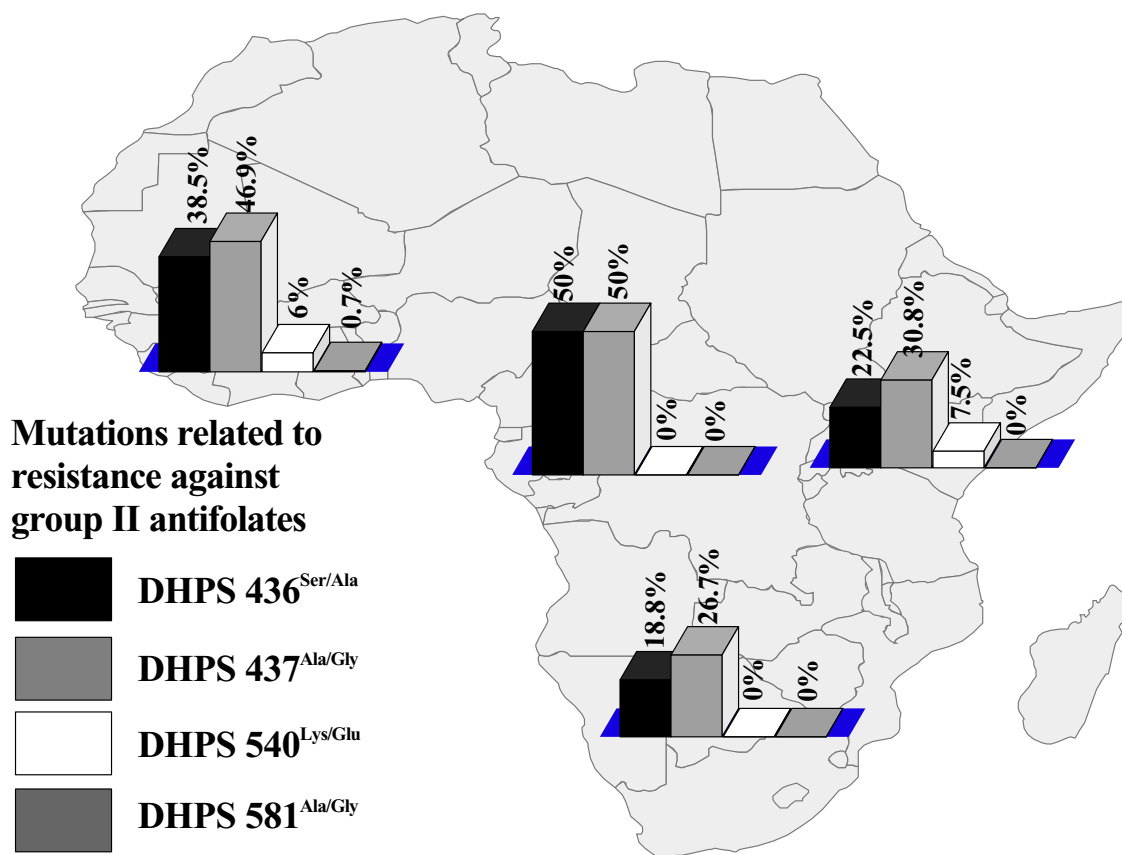 38.5%
46.9%
6%
0.7%
50%
50%
0%
0%
22.5%
30.8%
7.5%
0%
Mutations related to
resistance against
group II antifolates
DHPS 436Ser/Ala
DHPS 437Ala/Gly
DHPS 540Lys/Glu
DHPS 581Ala/Gly
18.8%
26.7%
0%
0%